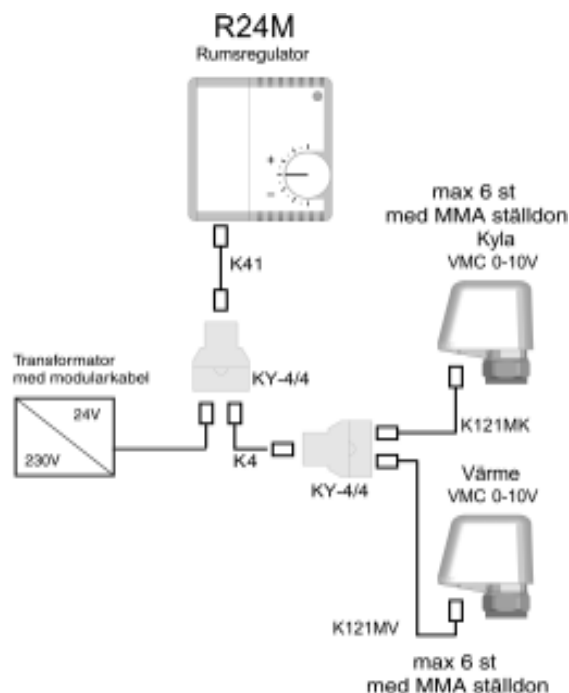 R24M
Rumsregulator
+
−
K41
max 6 st
med MMA ställdon
Kyla
VMC 0-10V
Transformator
med modularkabel
KY-4/4
24V
230V
K4
KY-4/4
K121MK
Värme
VMC 0-10V
K121MV
max 6 st
med MMA ställdon